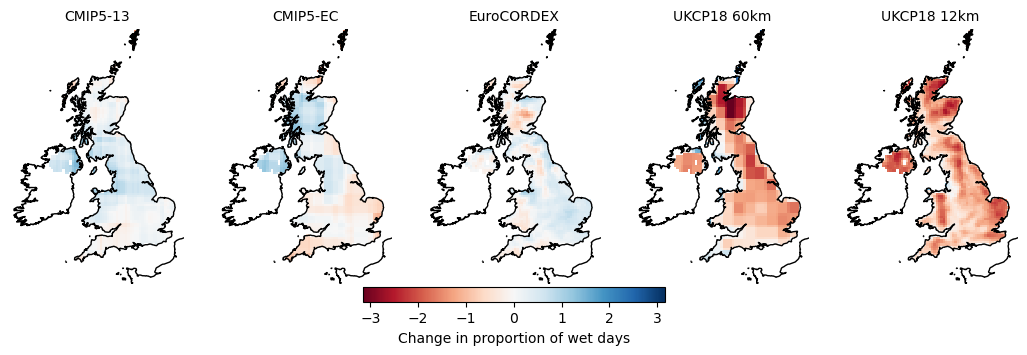 CMIP5-13 CMIP5-EC EuroCORDEX UKCP18 60km UKCP18 12km
−3 −2 −1 0 1 2 3
Change in proportion of wet days